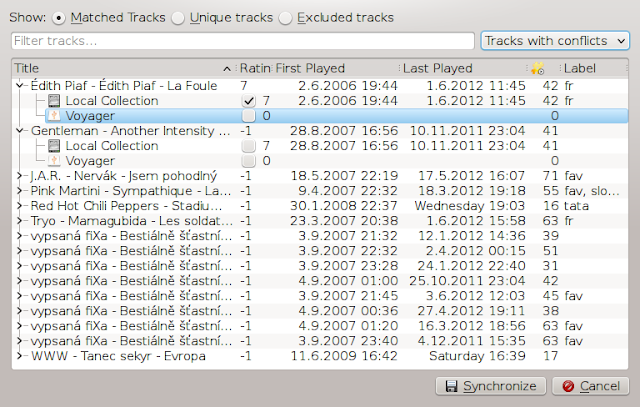 Show: Matched Tracks Unique tracks Excluded tracks
Filter tracks... Tracks with conflicts
Title Ratin First Played Last Played Label
Édith Piaf - Édith Piaf - La Foule 7 2.6.2006 19:44 1.6.2012 11:45 42 fr
Local Collection 7 2.6.2006 19:44 1.6.2012 11:45 42 fr
Voyager 0 0
Gentleman - Another Intensity ... -1 28.8.2007 16:56 10.11.2011 23:04 41
Local Collection 7 28.8.2007 16:56 10.11.2011 23:04 41
Voyager 0 0
J.A.R. - Nervák - Jsem pohodlný -1 18.5.2007 22:19 17.5.2012 16:07 71 fav
Pink Martini - Sympathique - La... -1 9.4.2007 22:32 18.3.2012 19:18 55 fav, slo...
Red Hot Chili Peppers - Stadiu... -1 30.1.2008 22:37 Wednesday 19:03 16 tata
Tryo - Mamagubida - Les soldat... -1 23.3.2007 20:38 1.6.2012 15:58 63 fr
vypsaná fiXa - Bestiálně šťastní... -1 3.9.2007 21:32 12.1.2012 14:36 39
vypsaná fiXa - Bestiálně šťastní... -1 3.9.2007 22:32 2.4.2012 00:15 51
vypsaná fiXa - Bestiálně šťastní... -1 3.9.2007 23:28 24.1.2012 22:40 31
vypsaná fiXa - Bestiálně šťastní... -1 4.9.2007 01:00 25.10.2011 23:04 42
vypsaná fiXa - Bestiálně šťastní... -1 3.9.2007 21:45 3.6.2012 12:03 45 fav
vypsaná fiXa - Bestiálně šťastní... -1 4.9.2007 00:36 27.4.2012 19:11 38
vypsaná fiXa - Bestiálně šťastní... -1 4.9.2007 01:20 16.3.2012 18:56 63 fav
vypsaná fiXa - Bestiálně šťastní... -1 3.9.2007 23:40 4.12.2011 15:35 63 fav
WWW - Tanec sekyr - Evropa -1 11.6.2009 16:42 Saturday 16:39 17
Synchronize Cancel